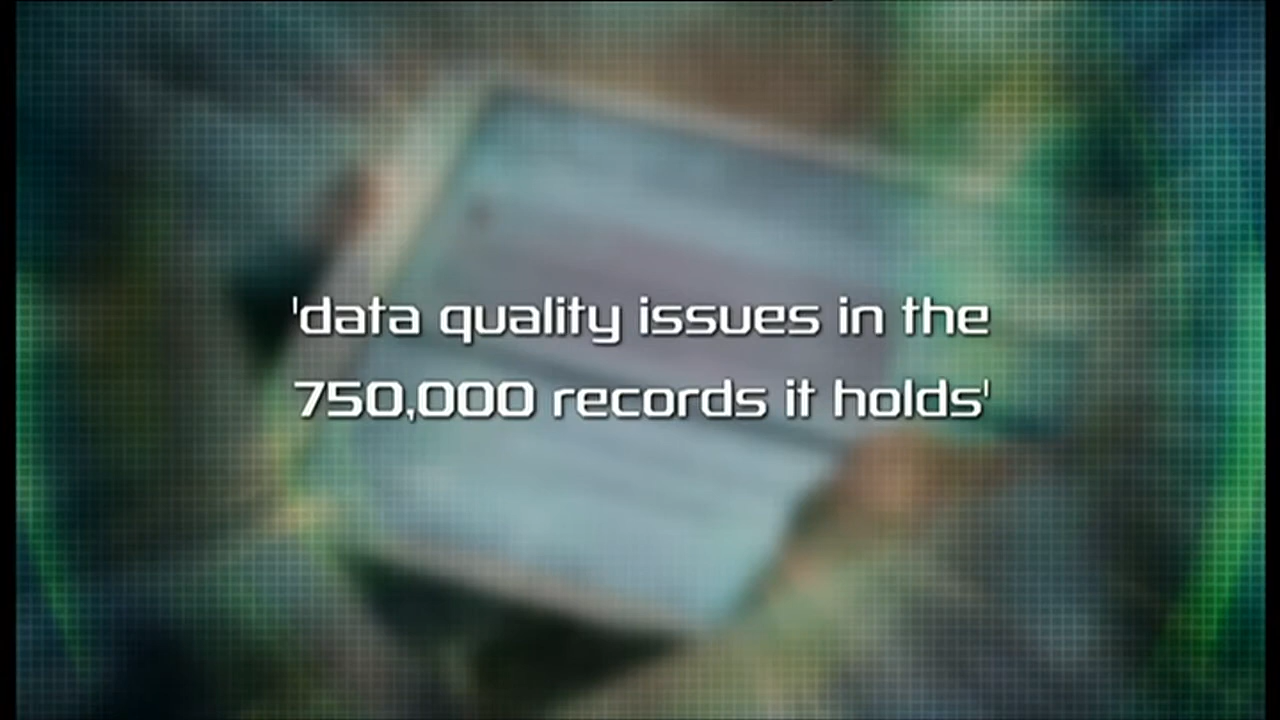 'data quality issues in the
750,000 records it holds'